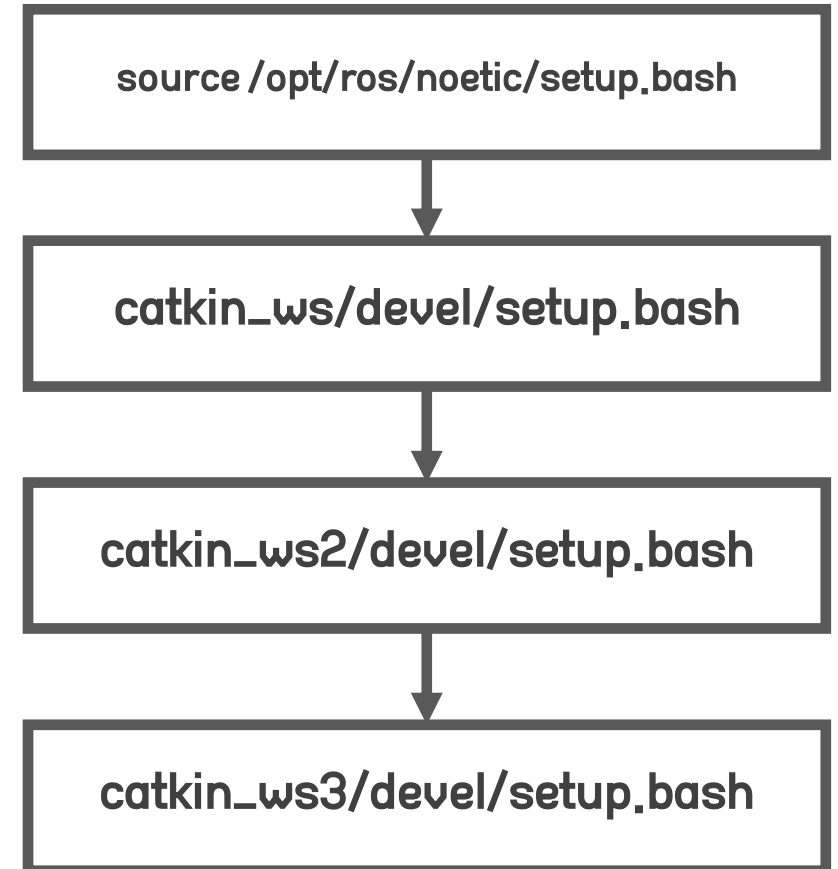 source /opt/ros/noetic/setup.bash
catkin_ws/devel/setup.bash
catkin_ws2/devel/setup.bash
catkin_ws3/devel/setup.bash